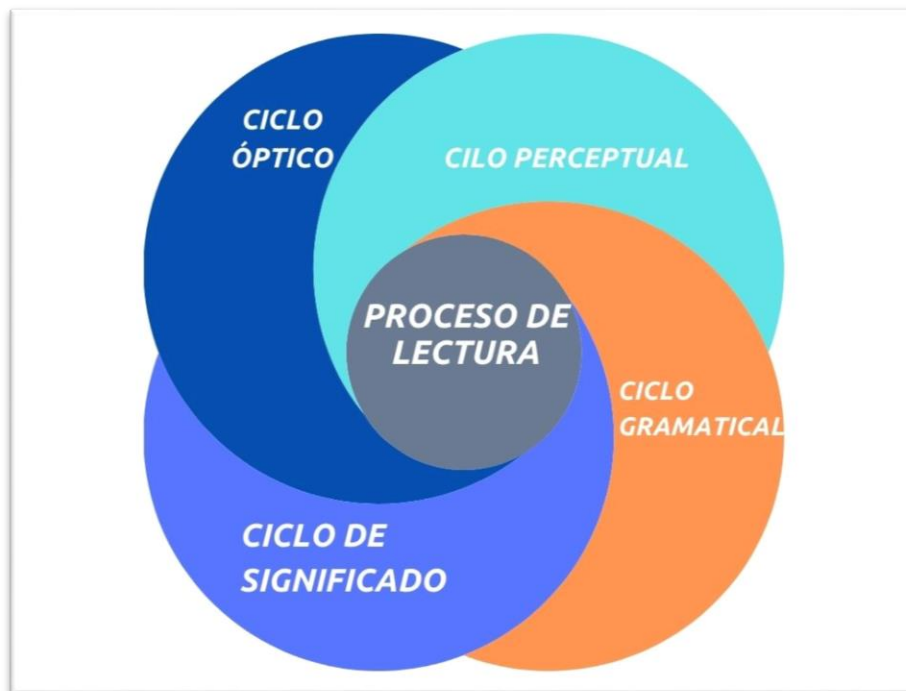 CICLO
ÓPTICO
CILO PERCEPTUAL
PROCESO DE
LECTURA
CICLO
GRAMATICAL
CICLO DE
SIGNIFICADO